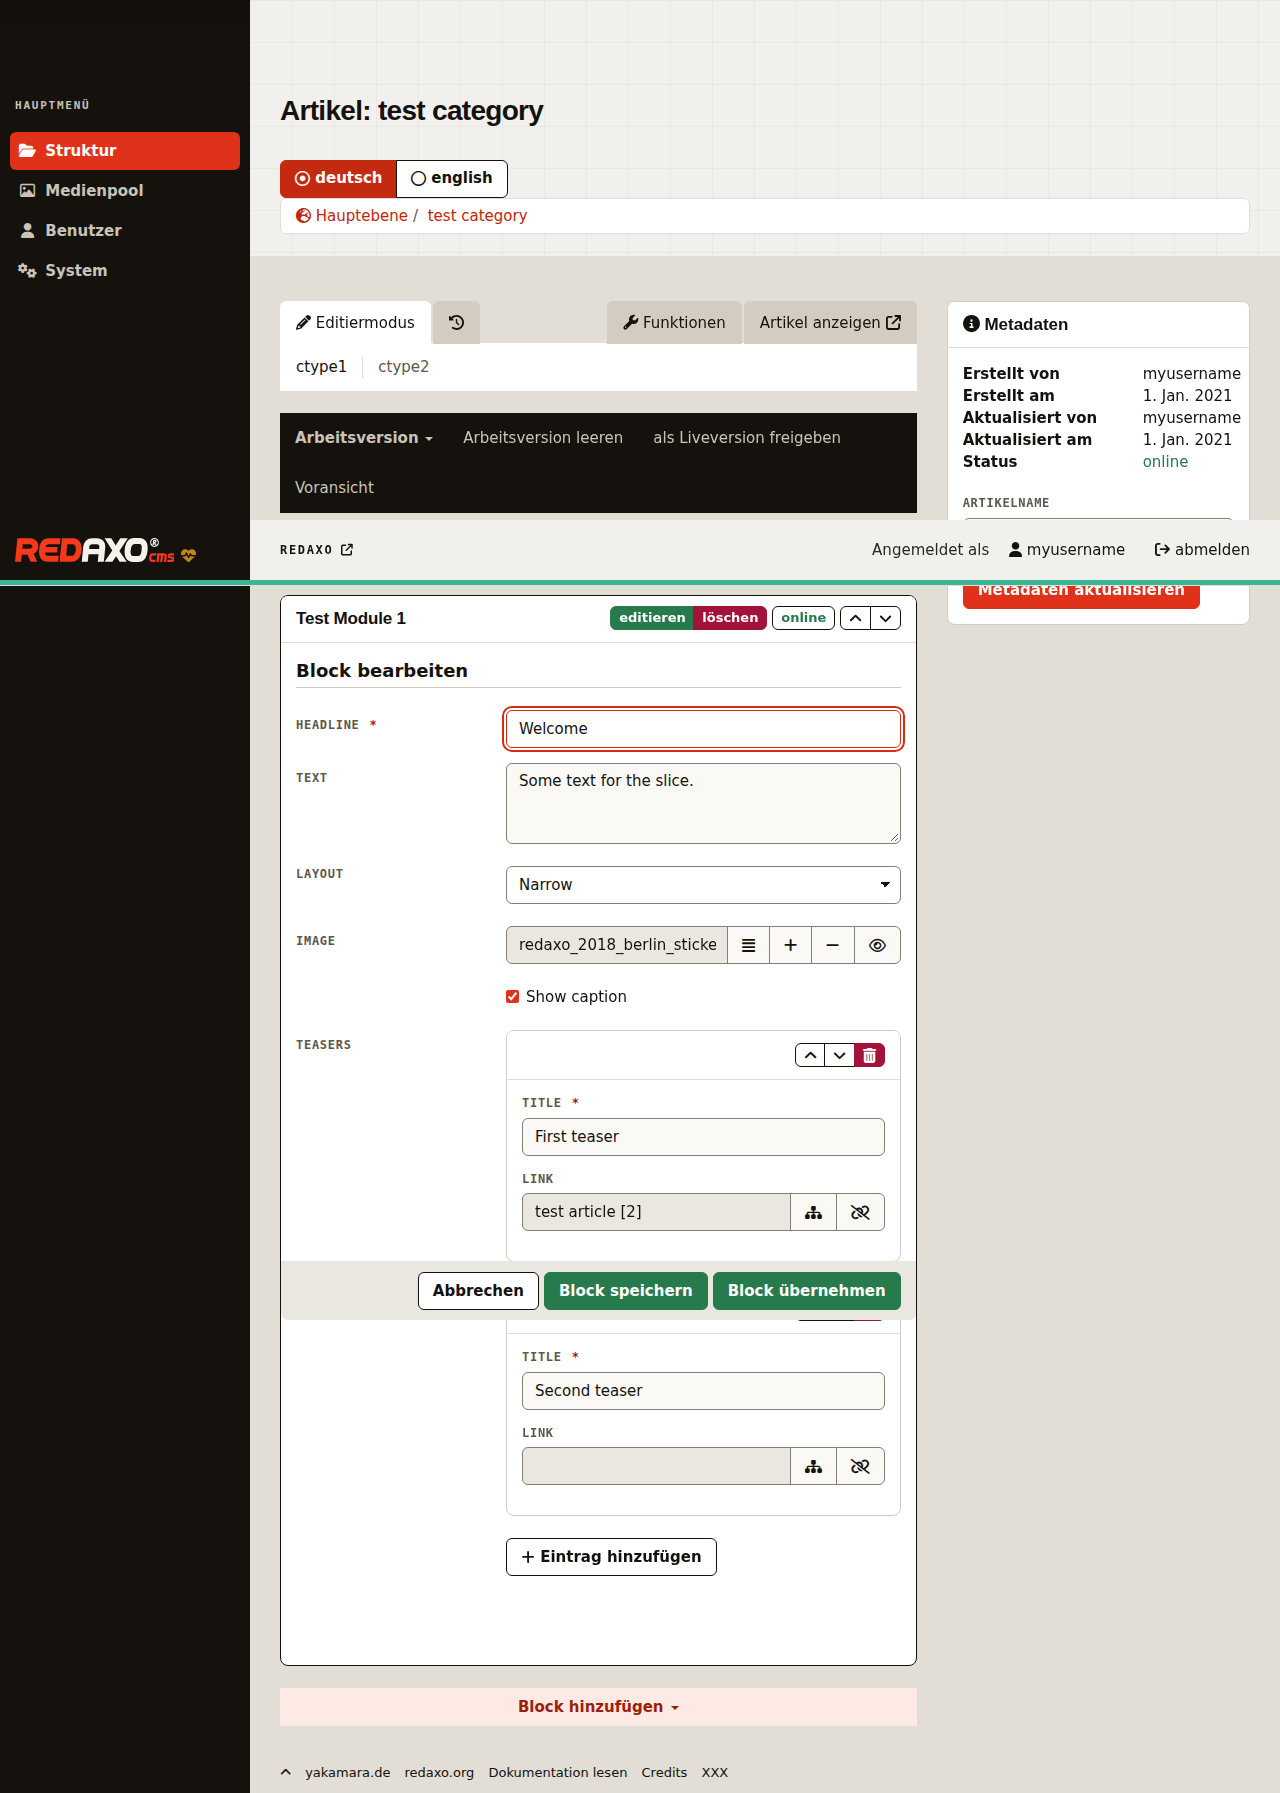 HAUPTMENÜ
Struktur
Medienpool
Benutzer
System
Artikel: test category
deutsch english
Hauptebene / test category
Editiermodus Funktionen Artikel anzeigen
ctype1 ctype2
Arbeitsversion Arbeitsversion leeren als Liveversion freigeben
Voransicht
Metadaten
Erstellt von myusername
Erstellt am 1. Jan. 2021
Aktualisiert von myusername
Aktualisiert am 1. Jan. 2021
Status online
ARTIKELNAME
REDAXO® cms
REDAXO Angemeldet als myusername abmelden
Metadaten aktualisieren
Test Module 1 editieren löschen online
Block bearbeiten
HEADLINE * Welcome
TEXT Some text for the slice.
LAYOUT Narrow
IMAGE redaxo_2018_berlin_sticke
Show caption
TEASERS
TITLE *
First teaser
LINK
test article [2]
Abbrechen Block speichern Block übernehmen
TITLE *
Second teaser
LINK
+ Eintrag hinzufügen
Block hinzufügen
yakamara.de redaxo.org Dokumentation lesen Credits XXX